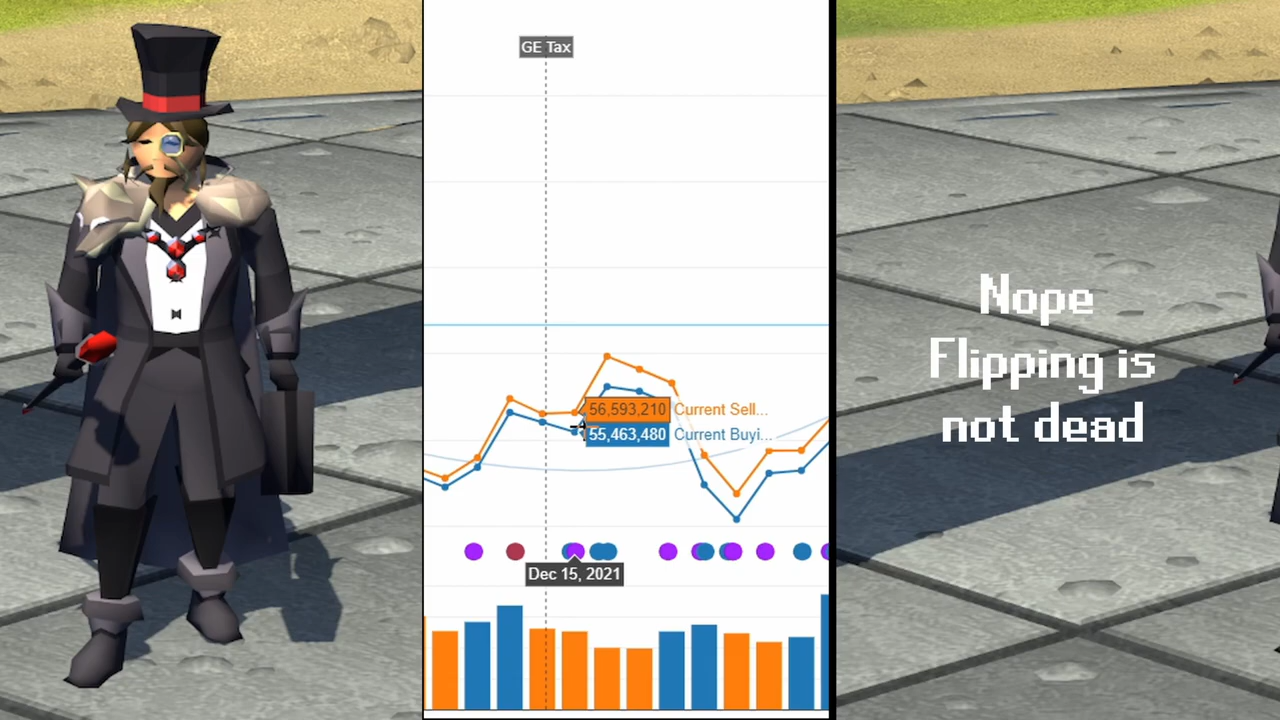 GE Tax
56,593,210 Current Sell...
55,463,480 Current Buyi...
Dec 15, 2021
Nope
Flipping is
not dead